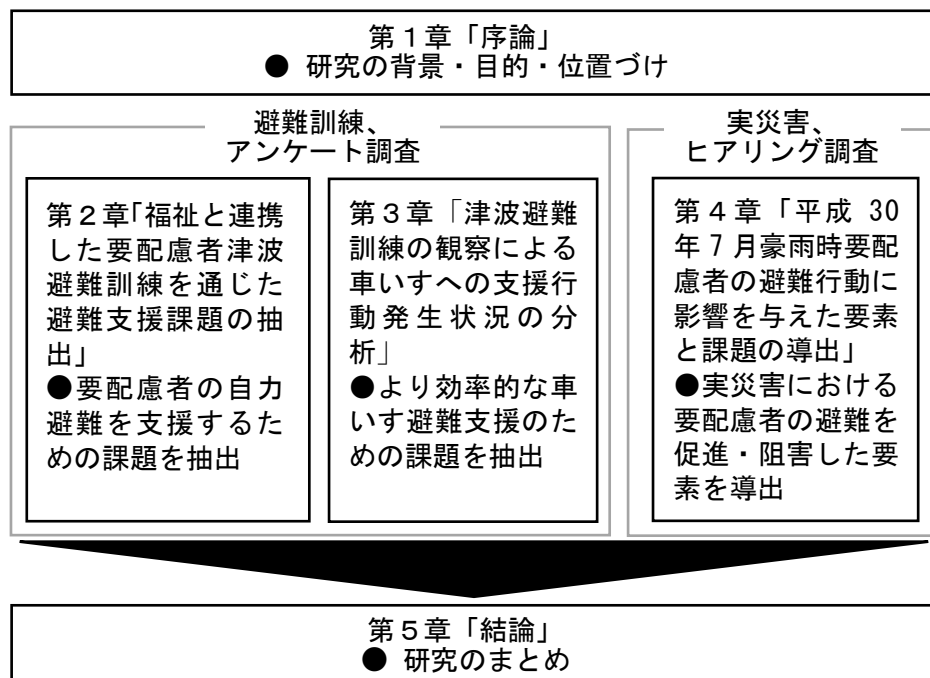 第1章「序論」
● 研究の背景・目的・位置づけ
避難訓練、
アンケート調査
第2章「福祉と連携
した要配慮者津波
避難訓練を通じた
避難支援課題の抽
出」
●要配慮者の自力
避難を支援するた
めの課題を抽出
第3章「津波避難
訓練の観察による
車いすへの支援行
動発生状況の分
析」
●より効率的な車
いす避難支援のた
めの課題を抽出
実災害、
ヒアリング調査
第4章「平成 30
年7月豪雨時要配
慮者の避難行動に
影響を与えた要素
と課題の導出」
●実災害における
要配慮者の避難を
促進・阻害した要
素を導出
第5章「結論」
● 研究のまとめ